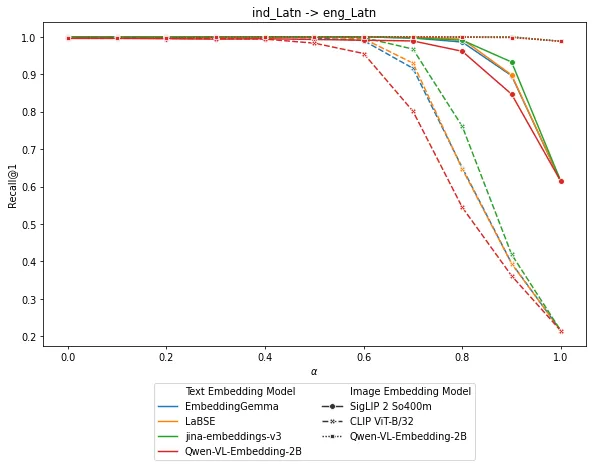 ind_Latn -> eng_Latn
1.0
0.9
0.8
0.7
0.6
0.5
0.4
0.3
0.2
Recall@1
0.0 0.2 0.4 0.6 0.8 1.0
α
Text Embedding Model Image Embedding Model
EmbeddingGemma SigLIP 2 So400m
LaBSE CLIP ViT-B/32
jina-embeddings-v3 Qwen-VL-Embedding-2B
Qwen-VL-Embedding-2B